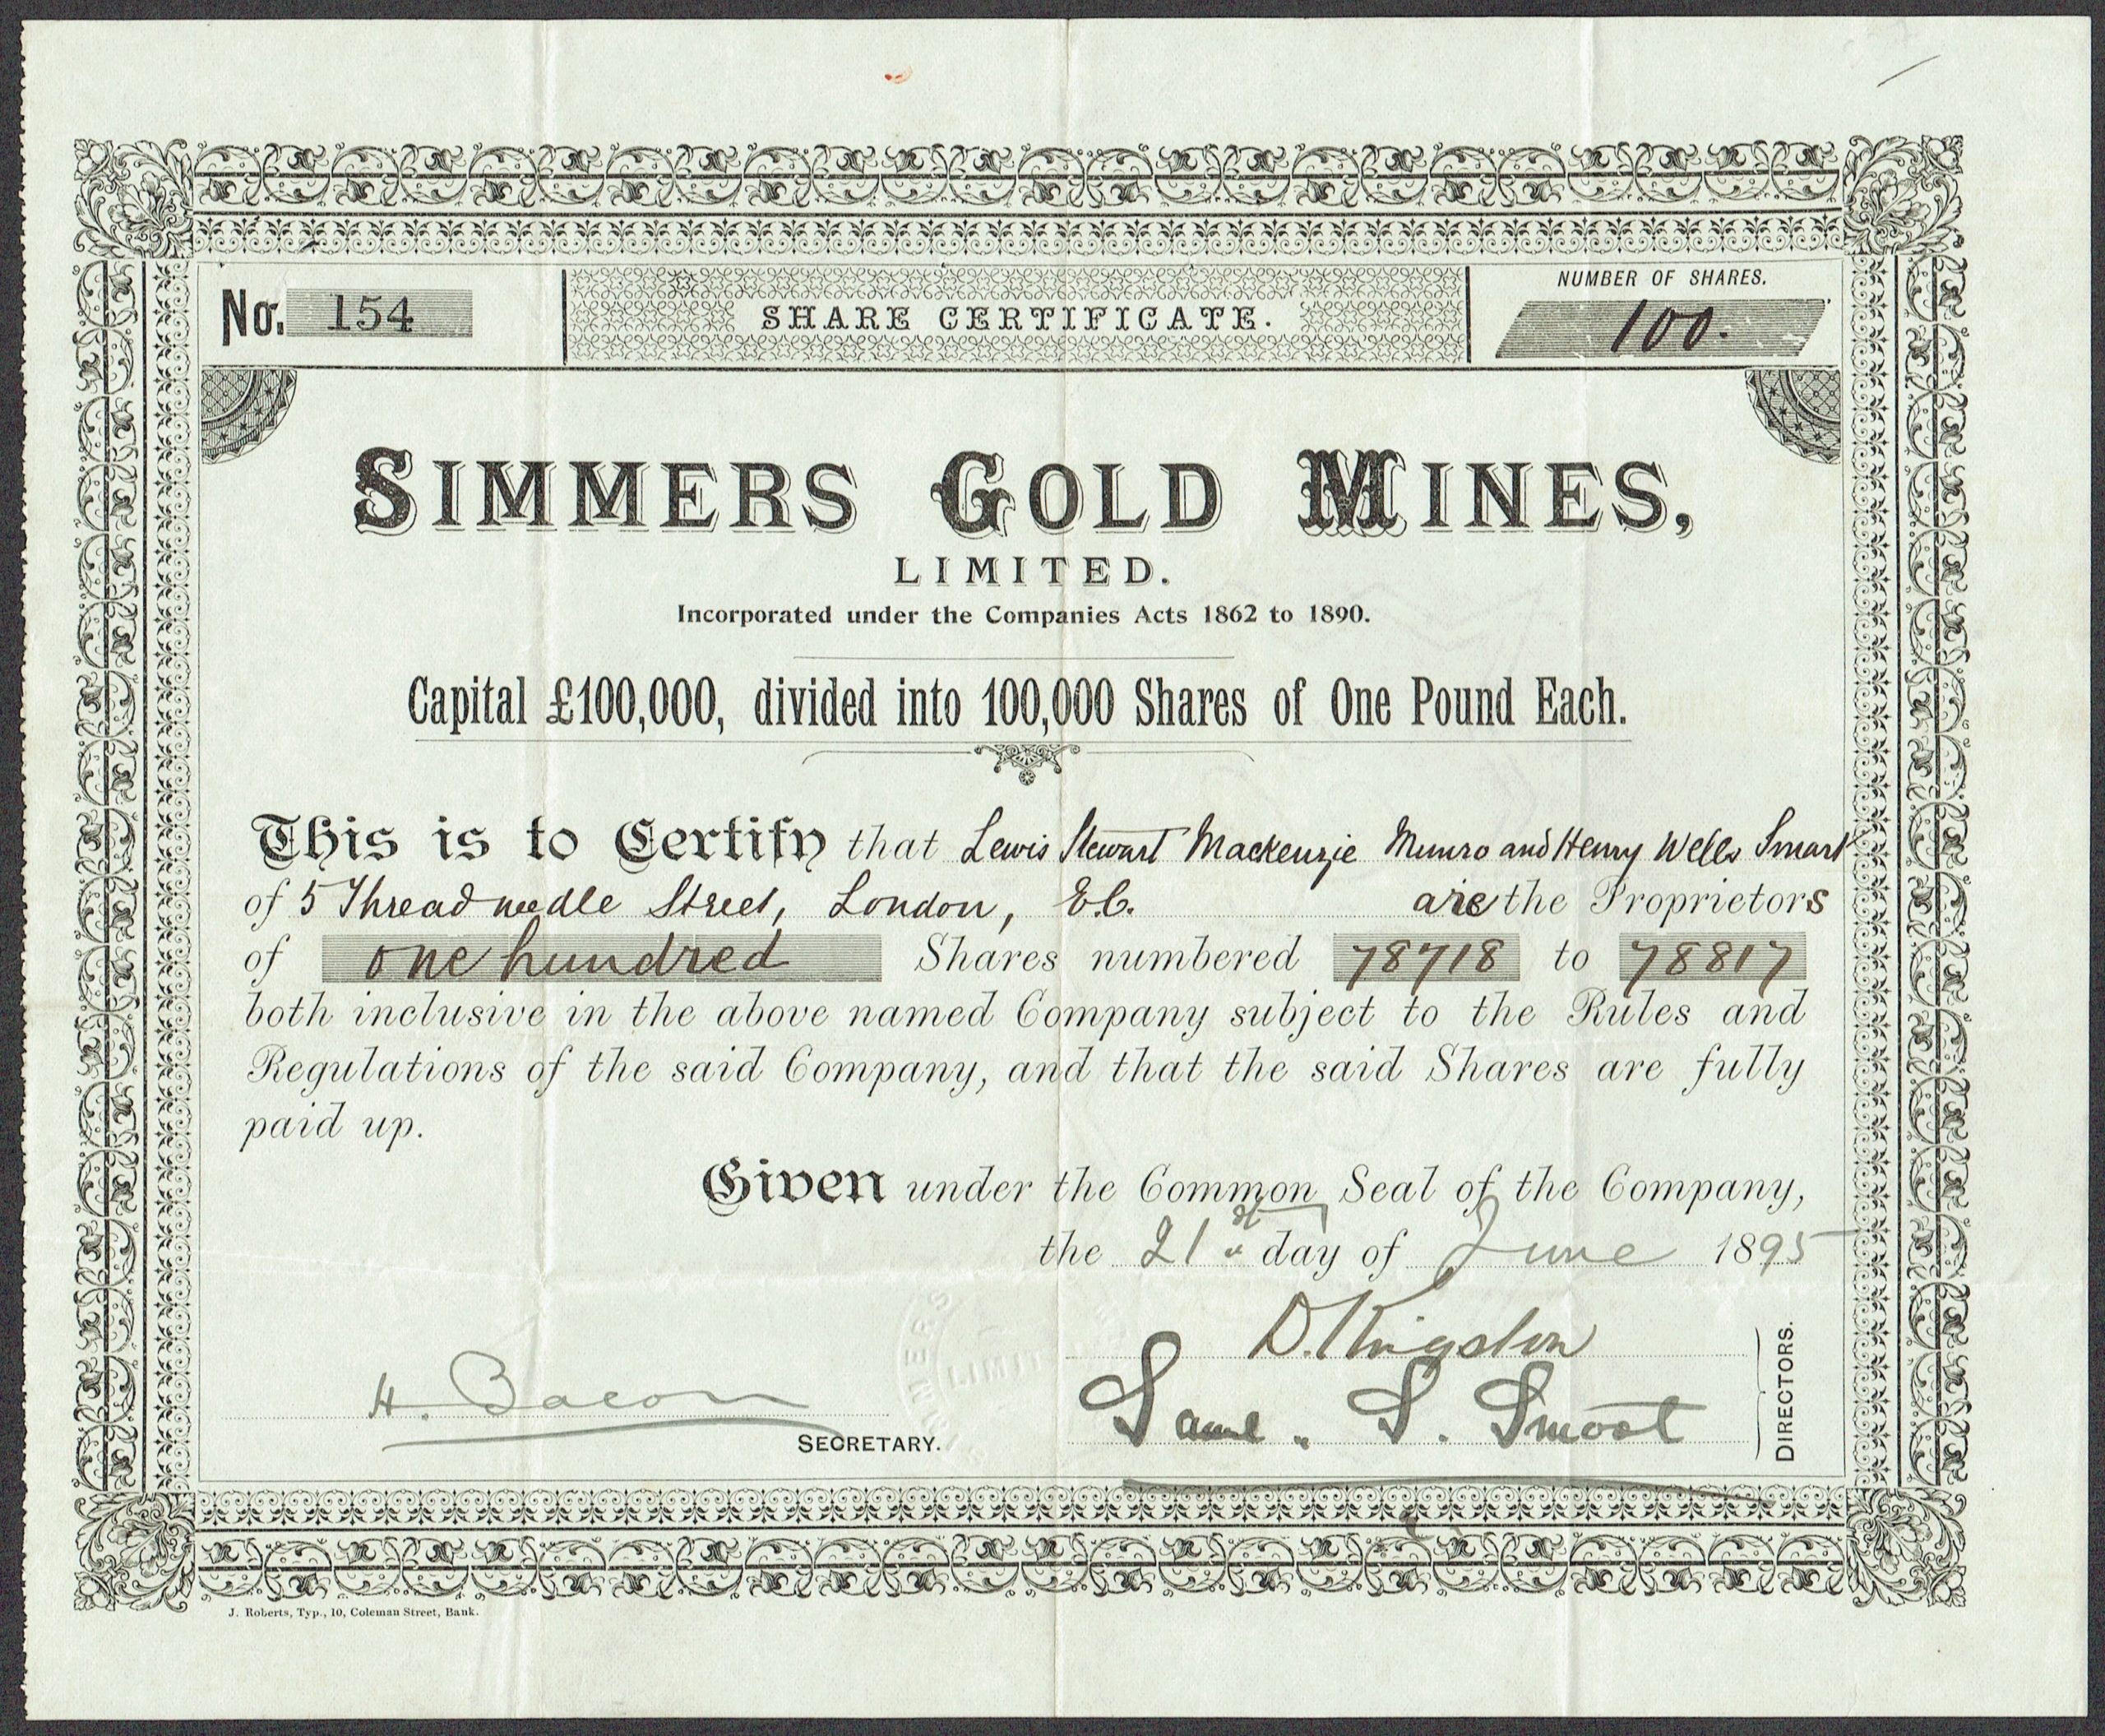 No. 154
SHARE CERTIFICATE.
NUMBER OF SHARES.
100.
SIMMERS GOLD MINES,
LIMITED.
Incorporated under the Companies Acts 1862 to 1890.
Capital £100,000, divided into 100,000 Shares of One Pound Each.
This is to Certify that Lewis Stewart Mackenzie Munro and Henry Wells Smart
of 5 Threadneedle Street, London, E.C. are the Proprietors
of one hundred Shares numbered 78718 to 78817
both inclusive in the above named Company subject to the Rules and
Regulations of the said Company, and that the said Shares are fully
paid up.
Given under the Common Seal of the Company,
the 21st day of June 1895
D. Kingston
H. Bacon
Saml. S. Smoot
SECRETARY.
DIRECTORS.
LIMIT
J. Roberts, Typ., 10, Coleman Street, Bank.